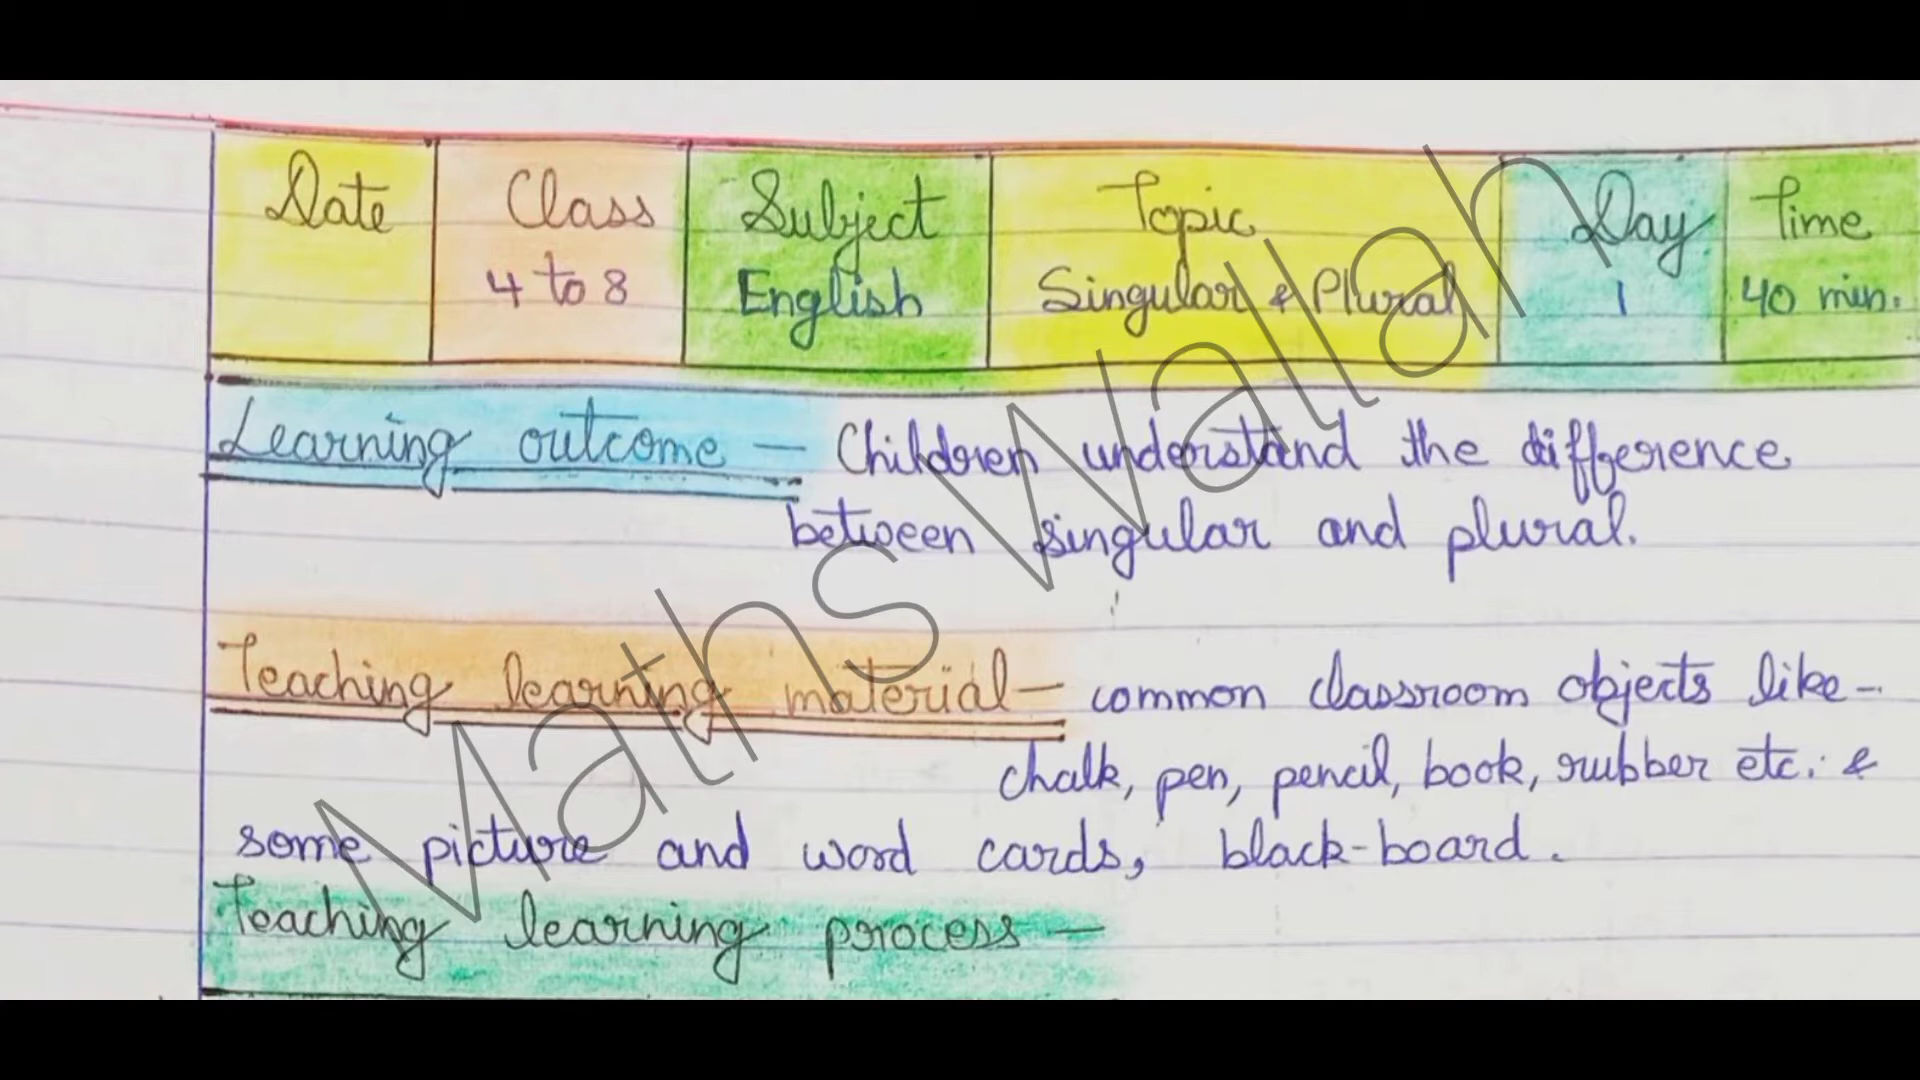 Date Class Subject Topic Day Time
4 to 8 English Singular & Plural 1 40 min.
Learning outcome — Children understand the difference
between singular and plural.
Teaching learning material — common classroom objects like -
chalk, pen, pencil, book, rubber etc. &
some picture and word cards, black-board.
Teaching learning process —
Maths Wallah